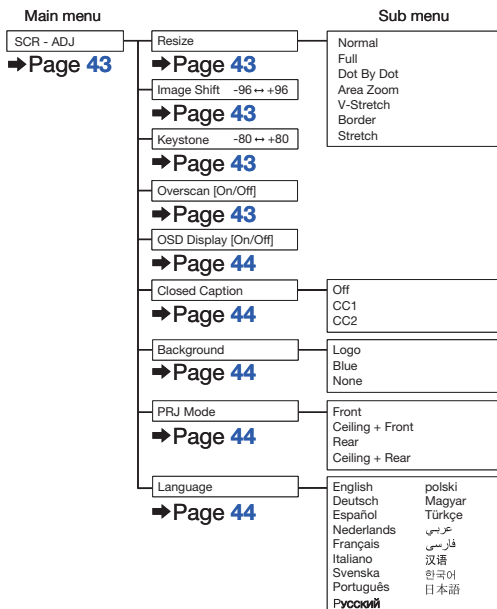 Main menu
Sub menu
SCR - ADJ
➡Page 43
Resize
➡Page 43
Normal
Full
Dot By Dot
Area Zoom
V-Stretch
Border
Stretch
Image Shift -96 ↔ +96
➡Page 43
Keystone -80 ↔ +80
➡Page 43
Overscan [On/Off]
➡Page 43
OSD Display [On/Off]
➡Page 44
Closed Caption
➡Page 44
Off
CC1
CC2
Background
➡Page 44
Logo
Blue
None
PRJ Mode
➡Page 44
Front
Ceiling + Front
Rear
Ceiling + Rear
Language
➡Page 44
English
Deutsch
Español
Nederlands
Français
Italiano
Svenska
Português
Русский
polski
Magyar
Türkçe
عربي
فارسی
汉语
한국어
日本語